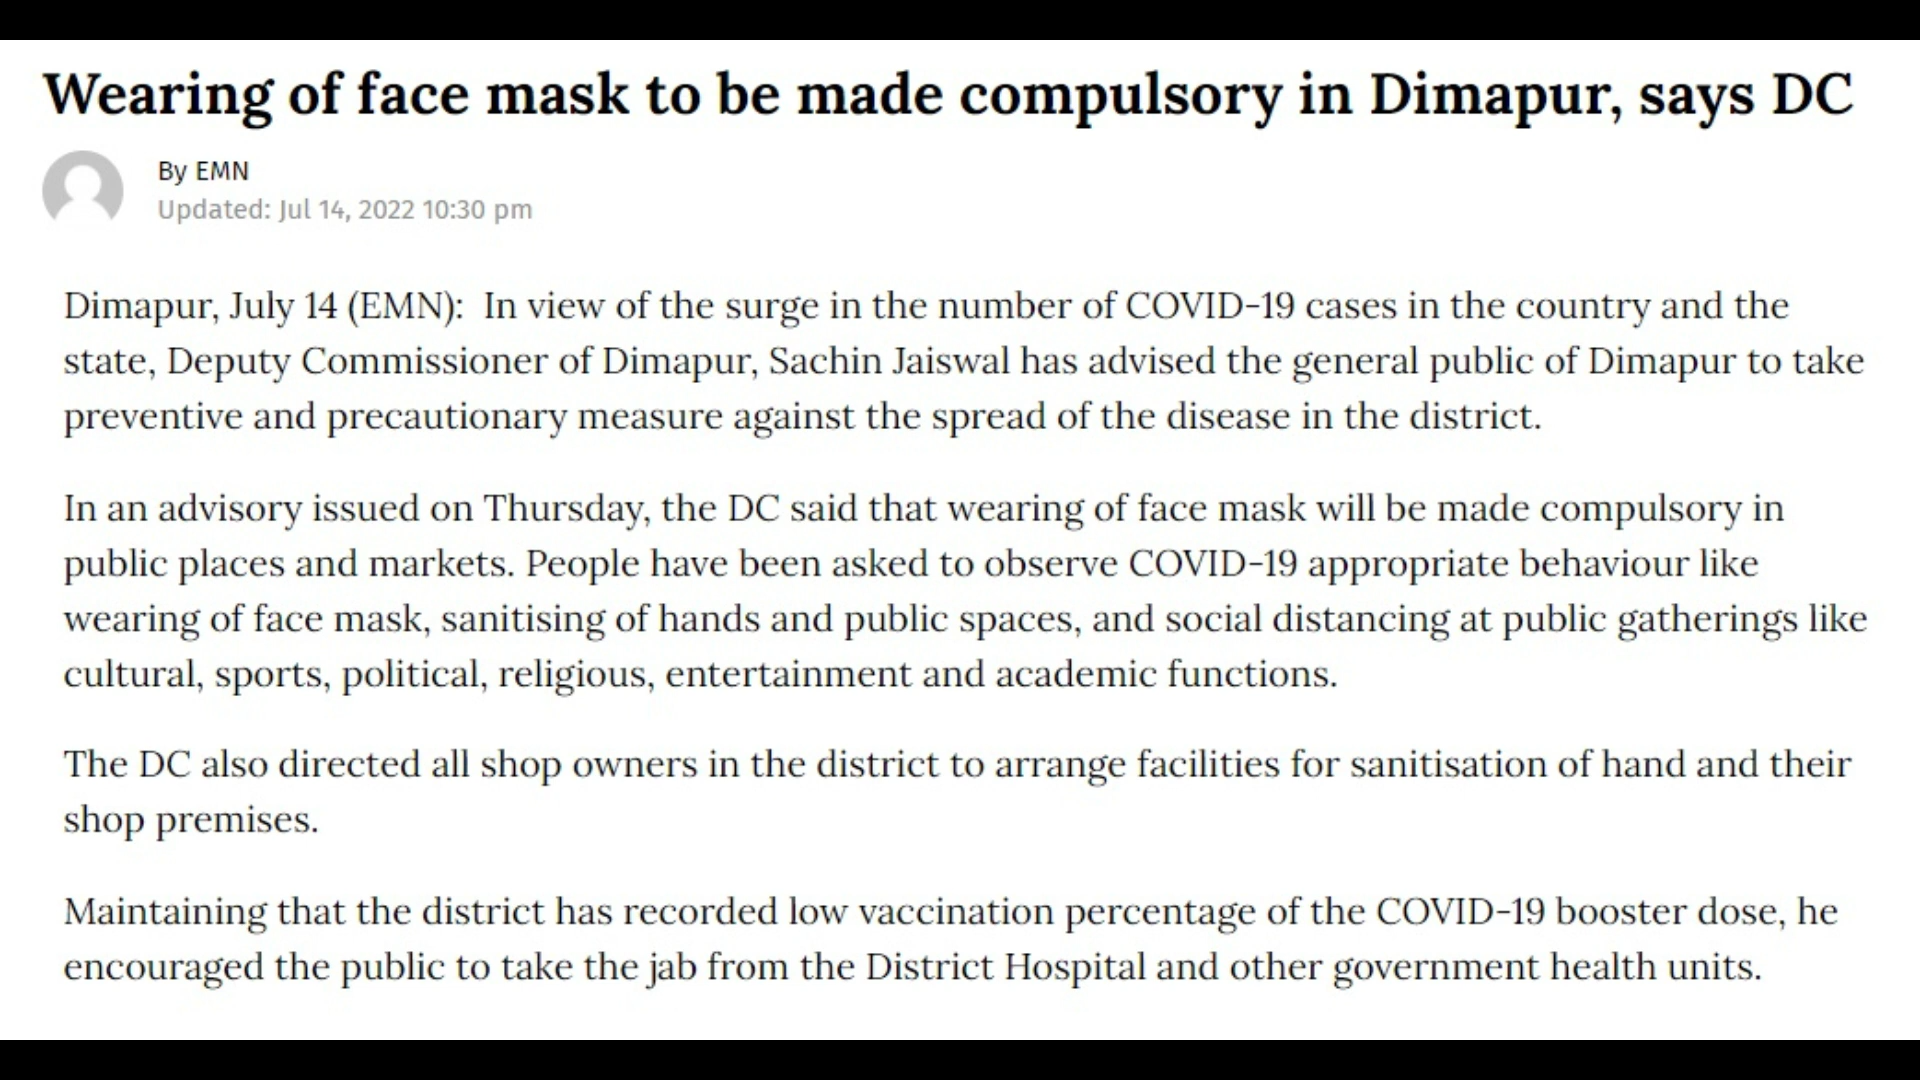 Wearing of face mask to be made compulsory in Dimapur, says DC
By EMN
Updated: Jul 14, 2022 10:30 pm
Dimapur, July 14 (EMN):  In view of the surge in the number of COVID-19 cases in the country and the
state, Deputy Commissioner of Dimapur, Sachin Jaiswal has advised the general public of Dimapur to take
preventive and precautionary measure against the spread of the disease in the district.
In an advisory issued on Thursday, the DC said that wearing of face mask will be made compulsory in
public places and markets. People have been asked to observe COVID-19 appropriate behaviour like
wearing of face mask, sanitising of hands and public spaces, and social distancing at public gatherings like
cultural, sports, political, religious, entertainment and academic functions.
The DC also directed all shop owners in the district to arrange facilities for sanitisation of hand and their
shop premises.
Maintaining that the district has recorded low vaccination percentage of the COVID-19 booster dose, he
encouraged the public to take the jab from the District Hospital and other government health units.